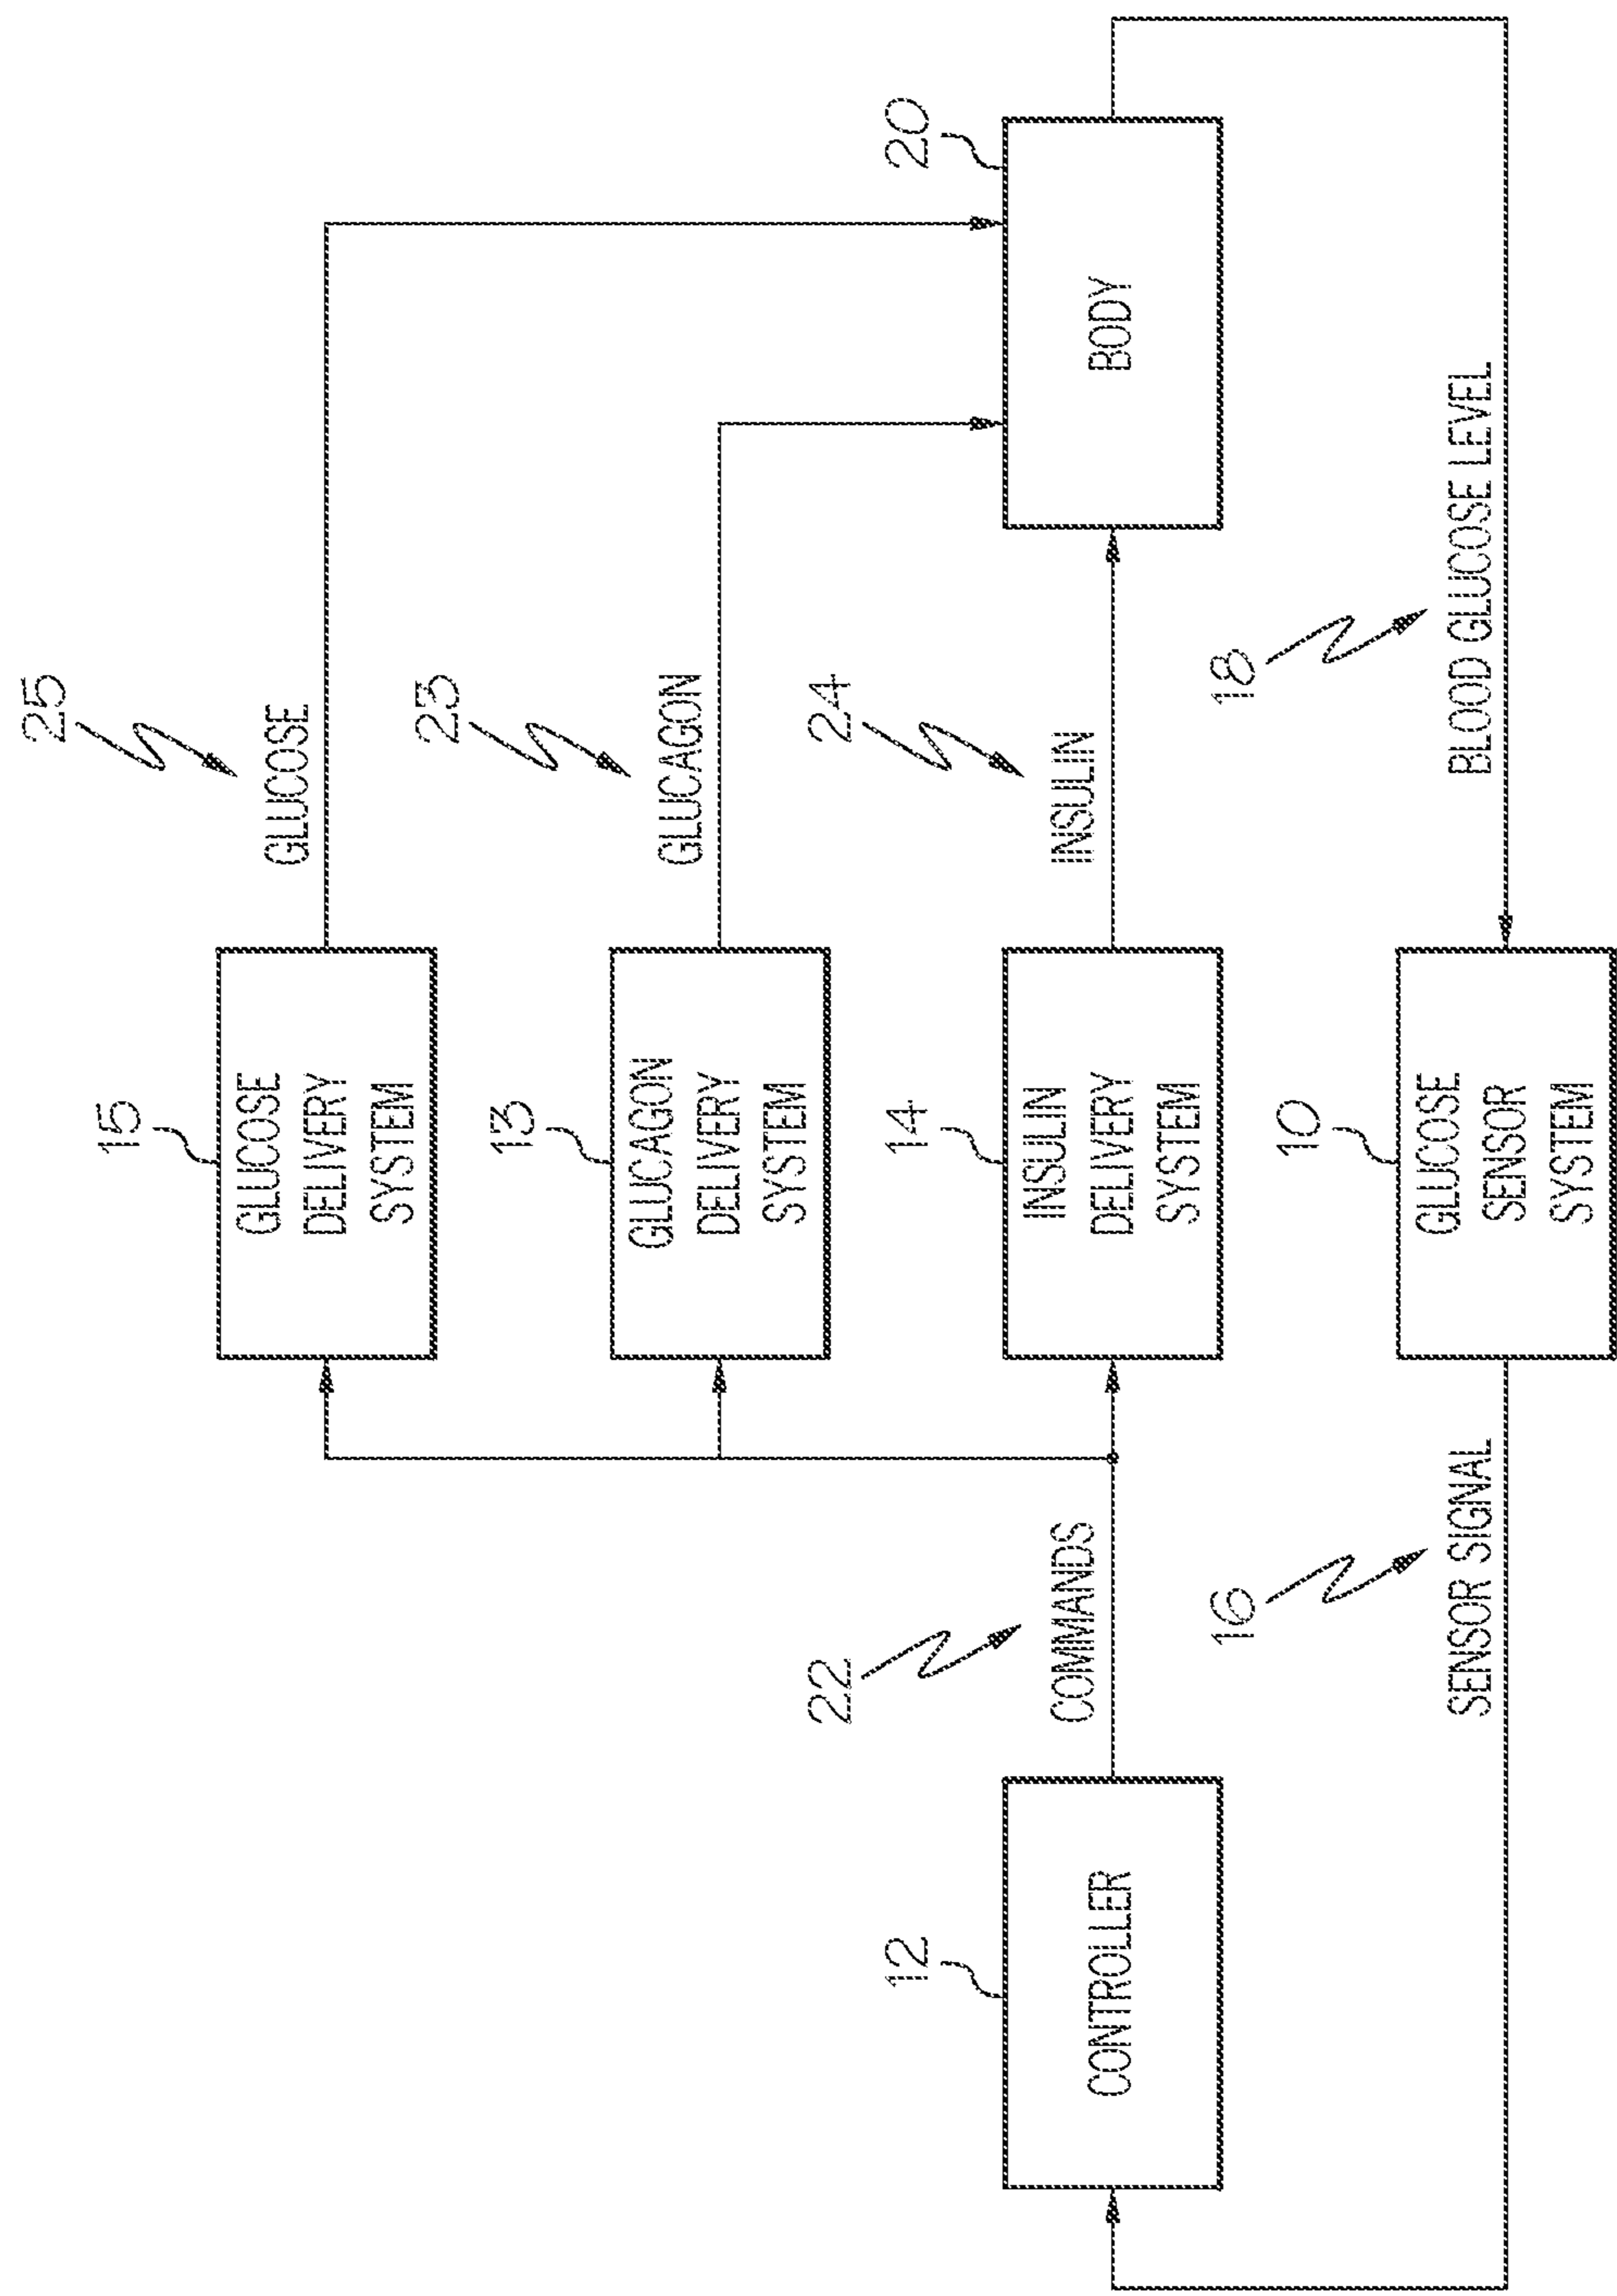 25
GLUCOSE
15
GLUCOSE
DELIVERY
SYSTEM
23
GLUCAGON
13
GLUCAGON
DELIVERY
SYSTEM
22
COMMANDS
12
CONTROLLER
14
INSULIN
DELIVERY
SYSTEM
24
INSULIN
20
BODY
16
SENSOR SIGNAL
10
GLUCOSE
SENSOR
SYSTEM
18
BLOOD GLUCOSE LEVEL